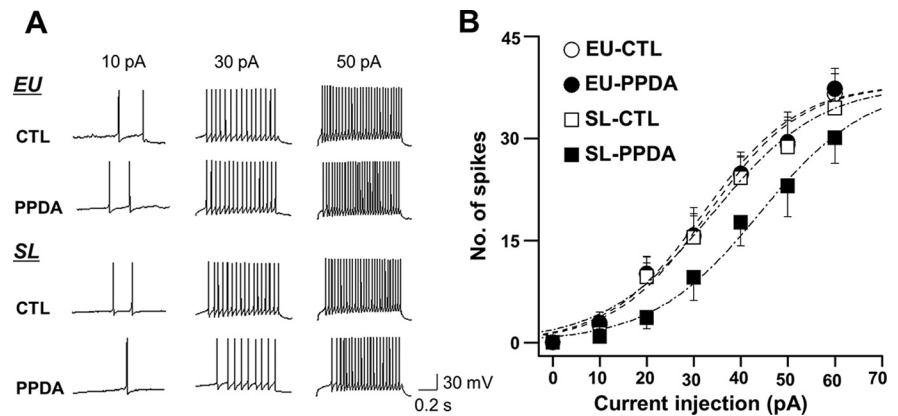 A
10 pA 30 pA 50 pA
EU
CTL
PPDA
SL
CTL
PPDA
30 mV
0.2 s
B
45
30
15
0
No. of spikes
EU-CTL
EU-PPDA
SL-CTL
SL-PPDA
0 10 20 30 40 50 60 70
Current injection (pA)